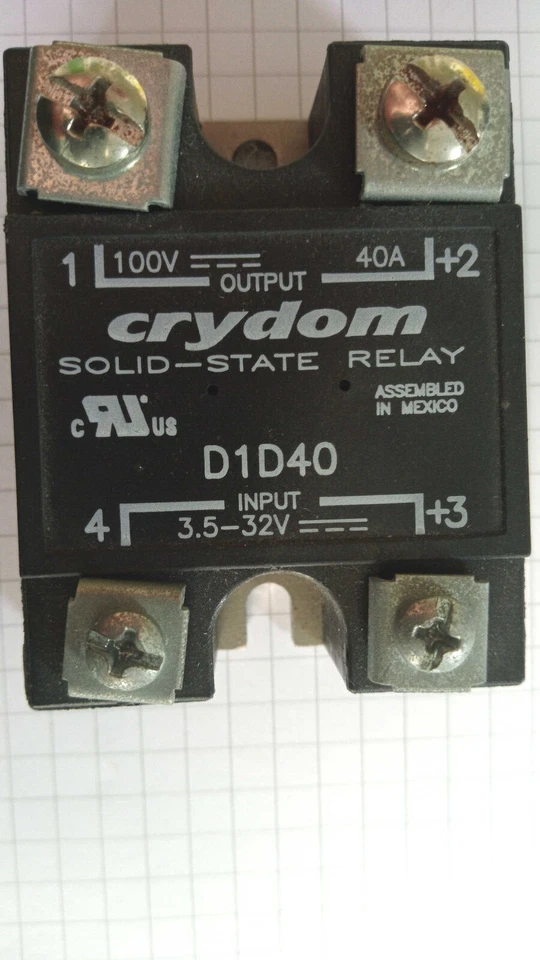 1 100V 40A +2
OUTPUT
crydom
SOLID-STATE RELAY
ASSEMBLED
IN MEXICO
c RU US
D1D40
INPUT
4 3.5-32V +3